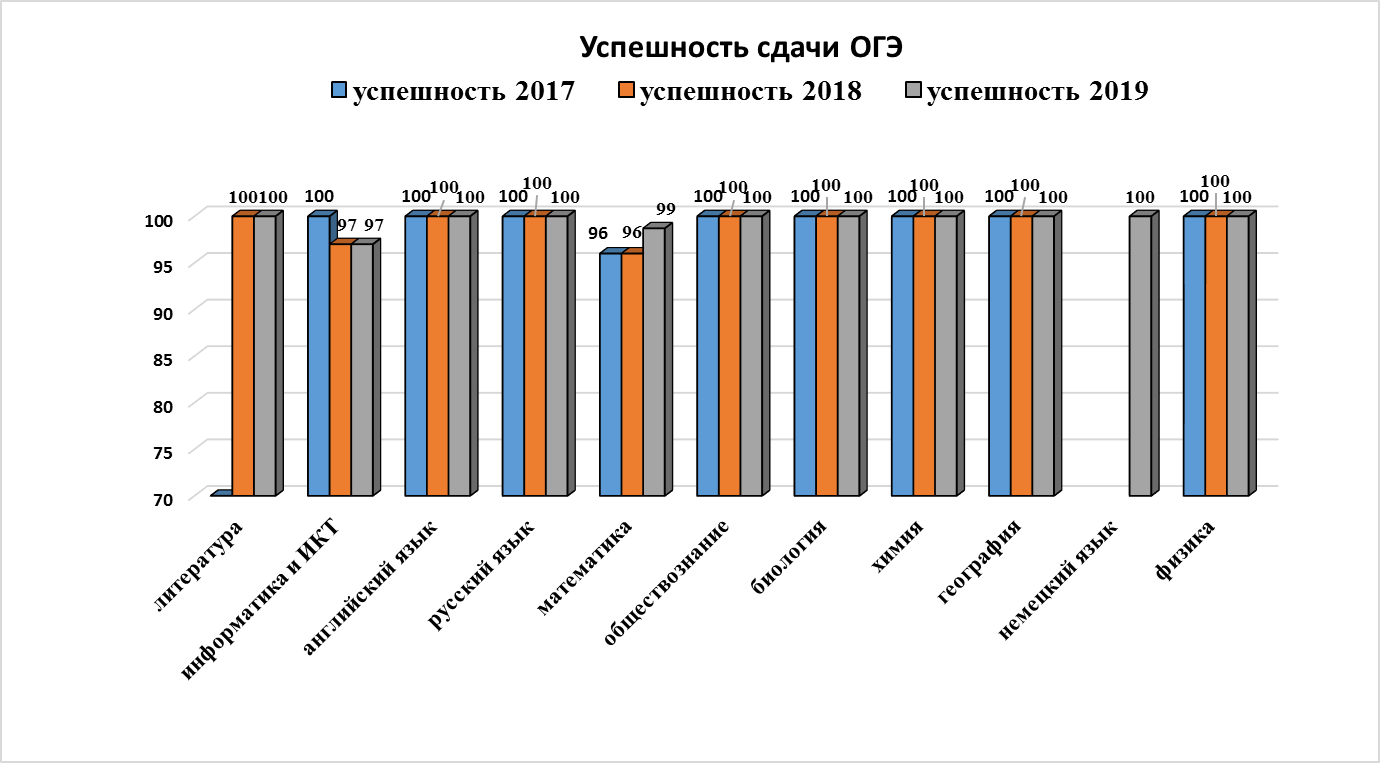 Успешность сдачи ОГЭ
успешность 2017 успешность 2018 успешность 2019
100 100 100 97 97 100 100 100 100 100 100 96 96 99 100 100 100 100 100 100 100 100 100 100 100 100 100 100 100 100
100
95
90
85
80
75
70
литература
информатика и ИКТ
английский язык
русский язык
математика
обществознание
биология
химия
география
немецкий язык
физика